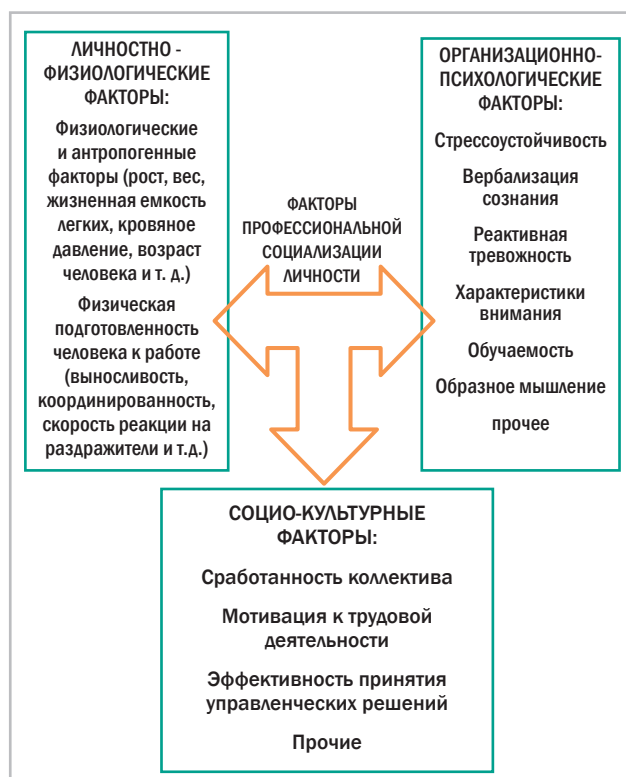 ЛИЧНОСТНО -
ФИЗИОЛОГИЧЕСКИЕ
ФАКТОРЫ:
Физиологические
и антропогенные
факторы (рост, вес,
жизненная емкость
легких, кровяное
давление, возраст
человека и т. д.)
Физическая
подготовленность
человека к работе
(выносливость,
координированность,
скорость реакции на
раздражители и т.д.)
ФАКТОРЫ
ПРОФЕССИОНАЛЬНОЙ
СОЦИАЛИЗАЦИИ
ЛИЧНОСТИ
ОРГАНИЗАЦИОННО-
ПСИХОЛОГИЧЕСКИЕ
ФАКТОРЫ:
Стрессоустойчивость
Вербализация
сознания
Реактивная
тревожность
Характеристики
внимания
Обучаемость
Образное мышление
прочее
СОЦИО-КУЛЬТУРНЫЕ
ФАКТОРЫ:
Сработанность коллектива
Мотивация к трудовой
деятельности
Эффективность принятия
управленческих решений
Прочие